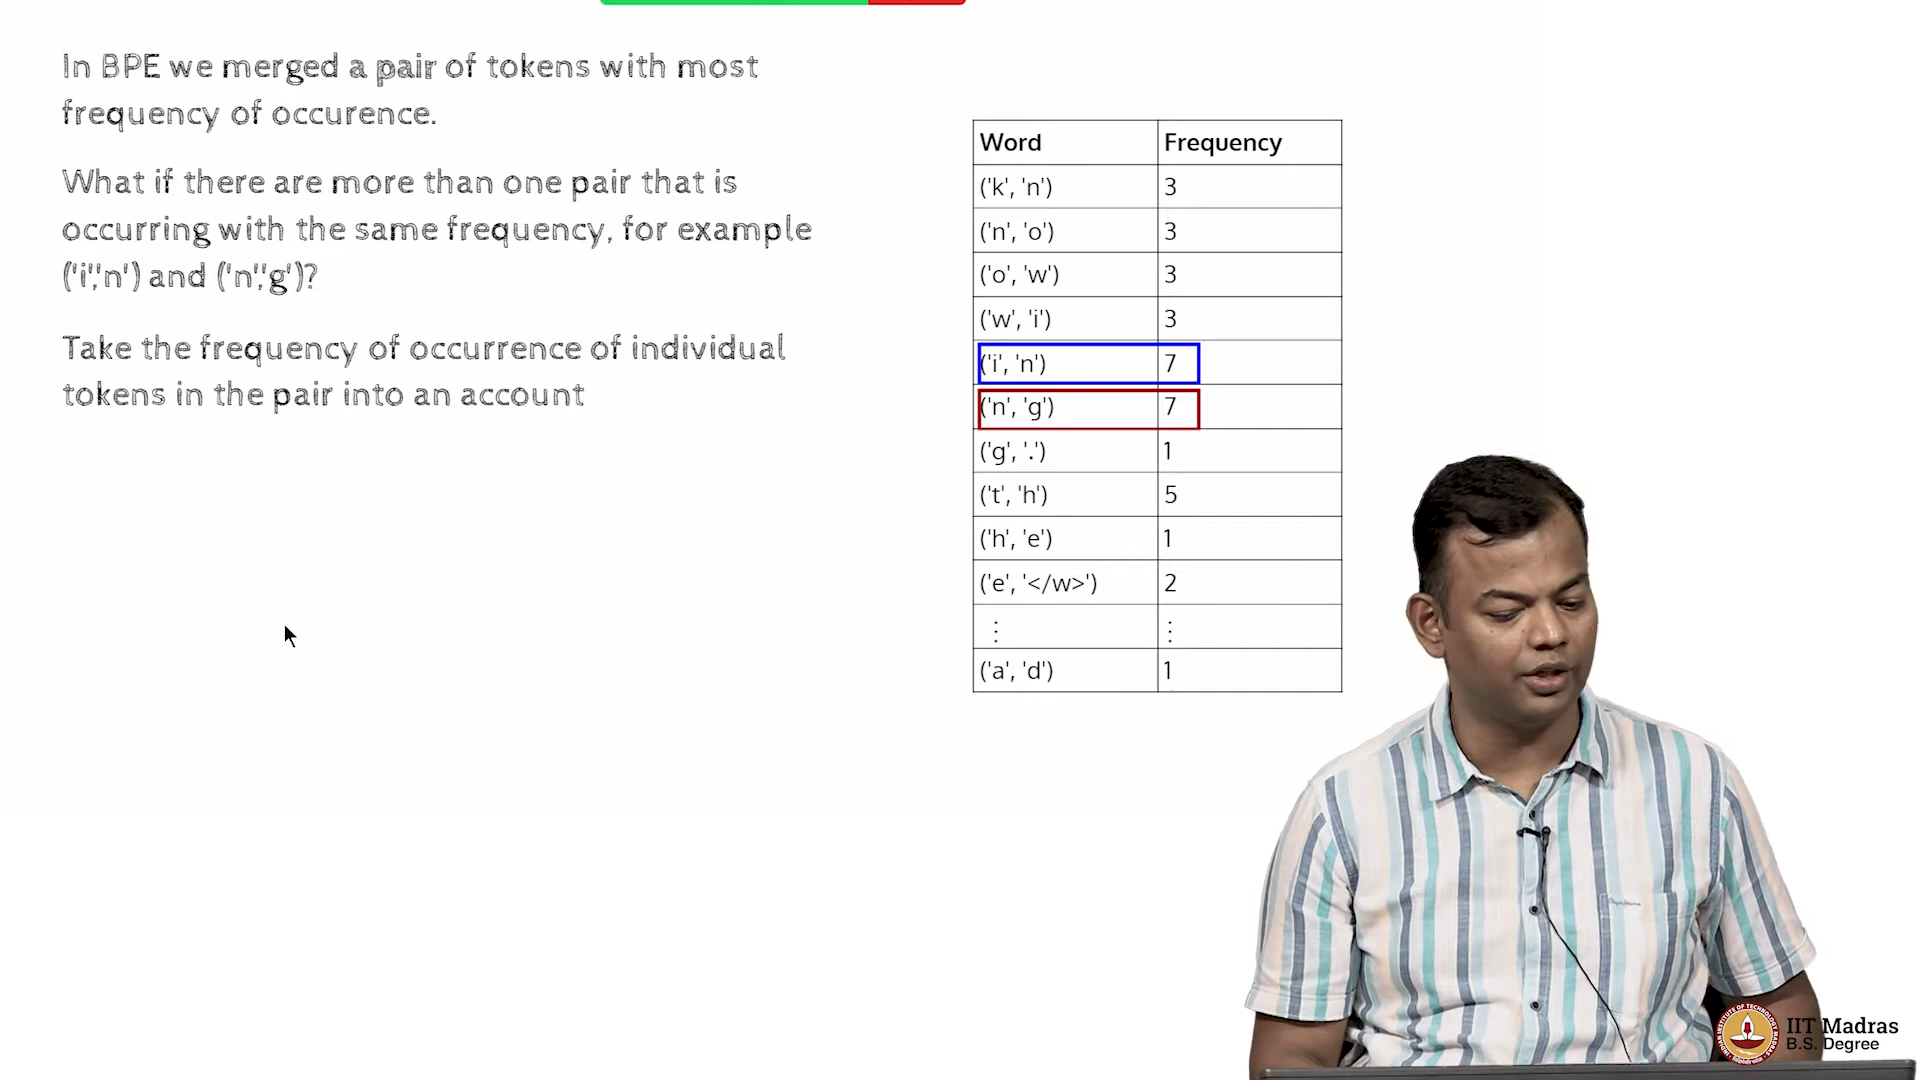 In BPE we merged a pair of tokens with most
frequency of occurence.
What if there are more than one pair that is
occurring with the same frequency, for example
('i','n') and ('n','g')?
Take the frequency of occurrence of individual
tokens in the pair into an account
Word Frequency
('k', 'n') 3
('n', 'o') 3
('o', 'w') 3
('w', 'i') 3
('i', 'n') 7
('n', 'g') 7
('g', '.') 1
('t', 'h') 5
('h', 'e') 1
('e', '</w>') 2
⋮ ⋮
('a', 'd') 1
IIT Madras
B.S. Degree